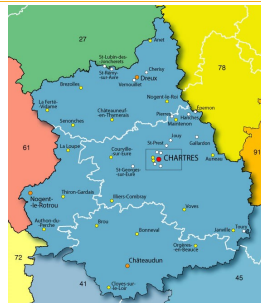 27
Anet
St-Lubin-des
-Joncherets
Cherisy
St-Rémy-
sur-Avre
Dreux
78
Vernouillet
Brezolles
Nogent-le-Roi
La Ferté-
Vidame
Châteauneuf-
en-Thymerais
Epernon
Pierres
Hanches
Maintenon
Senonches
Jouy
St-Prest
Gallardon
61
La Loupe
Courville-
sur-Eure
CHARTRES
Auneau
91
St-Georges
-sur-Eure
Nogent-
le-Rotrou
Thiron-Gardais
Illiers-Combray
Voves
Authon-du-
Perche
Brou
Bonneval
Janville
Toury
72
Orgères-
en-Beauce
Châteaudun
41
45
Cloyes-sur-
le-Loir